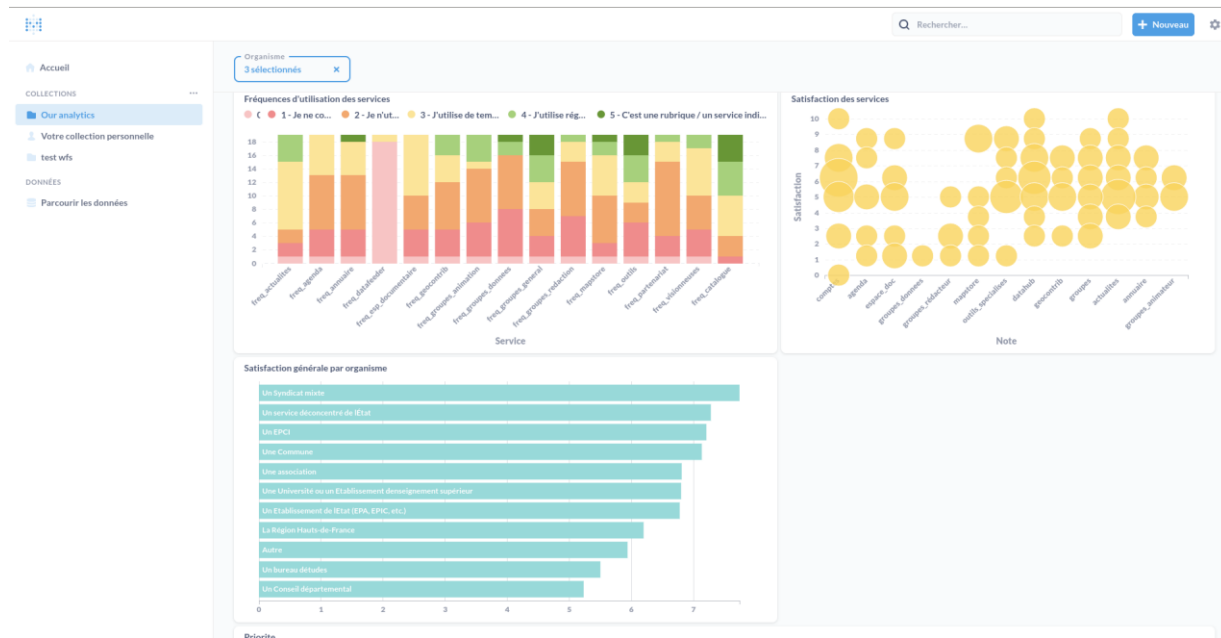 Rechercher...
+ Nouveau
Accueil
COLLECTIONS
...
Our analytics
Votre collection personnelle
test wfs
DONNÉES
Parcourir les données
Organisme
3 sélectionnés ×
Fréquences d'utilisation des services
( 1 - Je ne co... 2 - Je n'ut... 3 - J'utilise de tem... 4 - J'utilise rég... 5 - C'est une rubrique / un service indi...
18
16
14
12
10
8
6
4
2
0
freq_actualites
freq_agenda
freq_annuaire
freq_datafeeder
freq_esp_documentaire
freq_geocontrib
freq_groupes_animation
freq_groupes_donnees
freq_groupes_general
freq_groupes_redaction
freq_mapstore
freq_outils
freq_partenariat
freq_visionneuses
freq_catalogue
Service
Satisfaction des services
Satisfaction
10
9
8
7
6
5
4
3
2
1
0
agenda
espace_doc
groupes_donnees
groupes_rédacteur
mapstore
outils_specialises
datahub
geocontrib
groupes
actualites
annuaire
groupes_animateur
Note
Satisfaction générale par organisme
Un Syndicat mixte
Un service déconcentré de lÉtat
Un EPCI
Une Commune
Une association
Une Université ou un Etablissement denseignement supérieur
Un Etablissement de lEtat (EPA, EPIC, etc.)
La Région Hauts-de-France
Autre
Un bureau détudes
Un Conseil départemental
0 1 2 3 4 5 6 7
Priorite